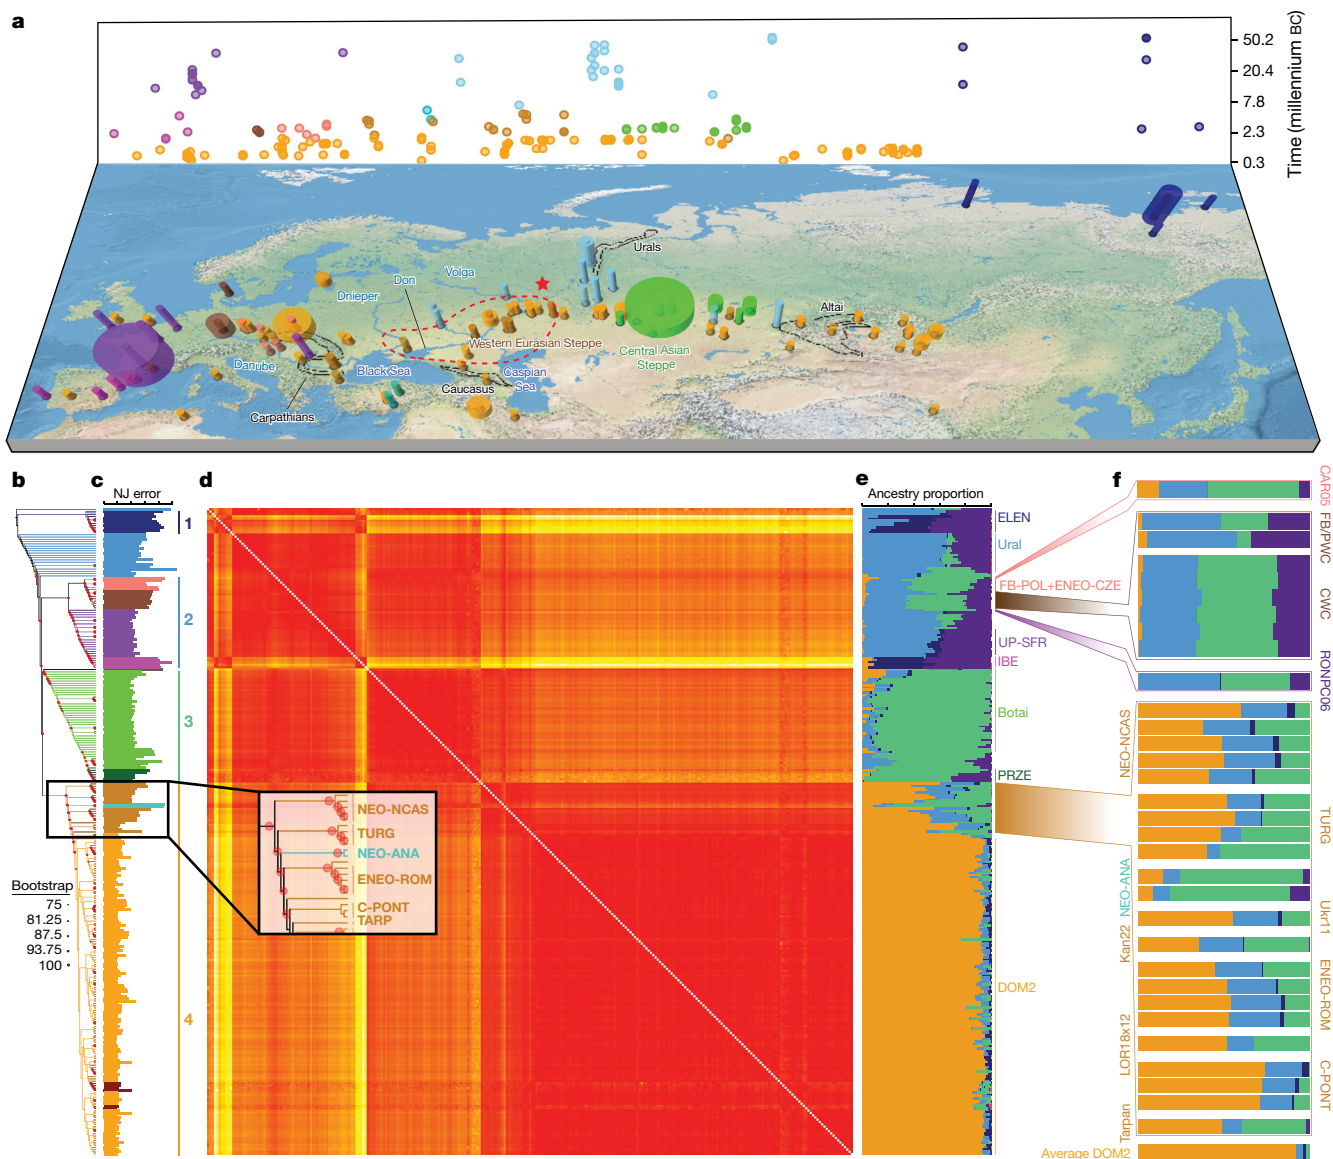 a
50.2
20.4
7.8
2.3
0.3
Time (millennium BC)
Urals
Volga
Don
Dnieper
Altai
Western Eurasian Steppe
Central Asian
Steppe
Danube
Black Sea
Caspian
Sea
Caucasus
Carpathians
b
c
d
e
f
NJ error
Ancestry proportion
1
2
3
4
Bootstrap
75
81.25
87.5
93.75
100
NEO-NCAS
TURG
NEO-ANA
ENEO-ROM
C-PONT
TARP
ELEN
Ural
FB-POL+ENEO-CZE
UP-SFR
IBE
Botai
PRZE
DOM2
CAR05
FB/PWC
CWC
RONPC06
NEO-NCAS
TURG
NEO-ANA
Ukr11
Kan22
ENEO-ROM
LOR18x12
C-PONT
Tarpan
Average DOM2